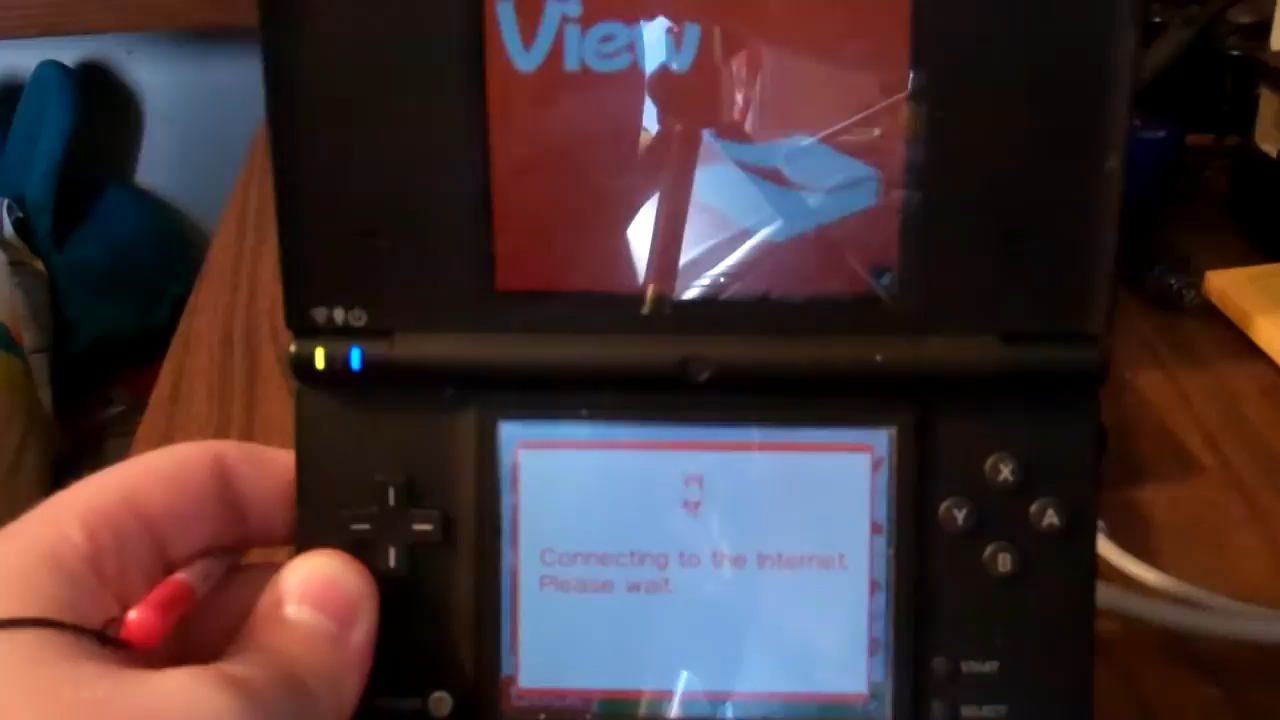 View
Connecting to the Internet.
Please wait.
X
Y
A
B
START
SELECT